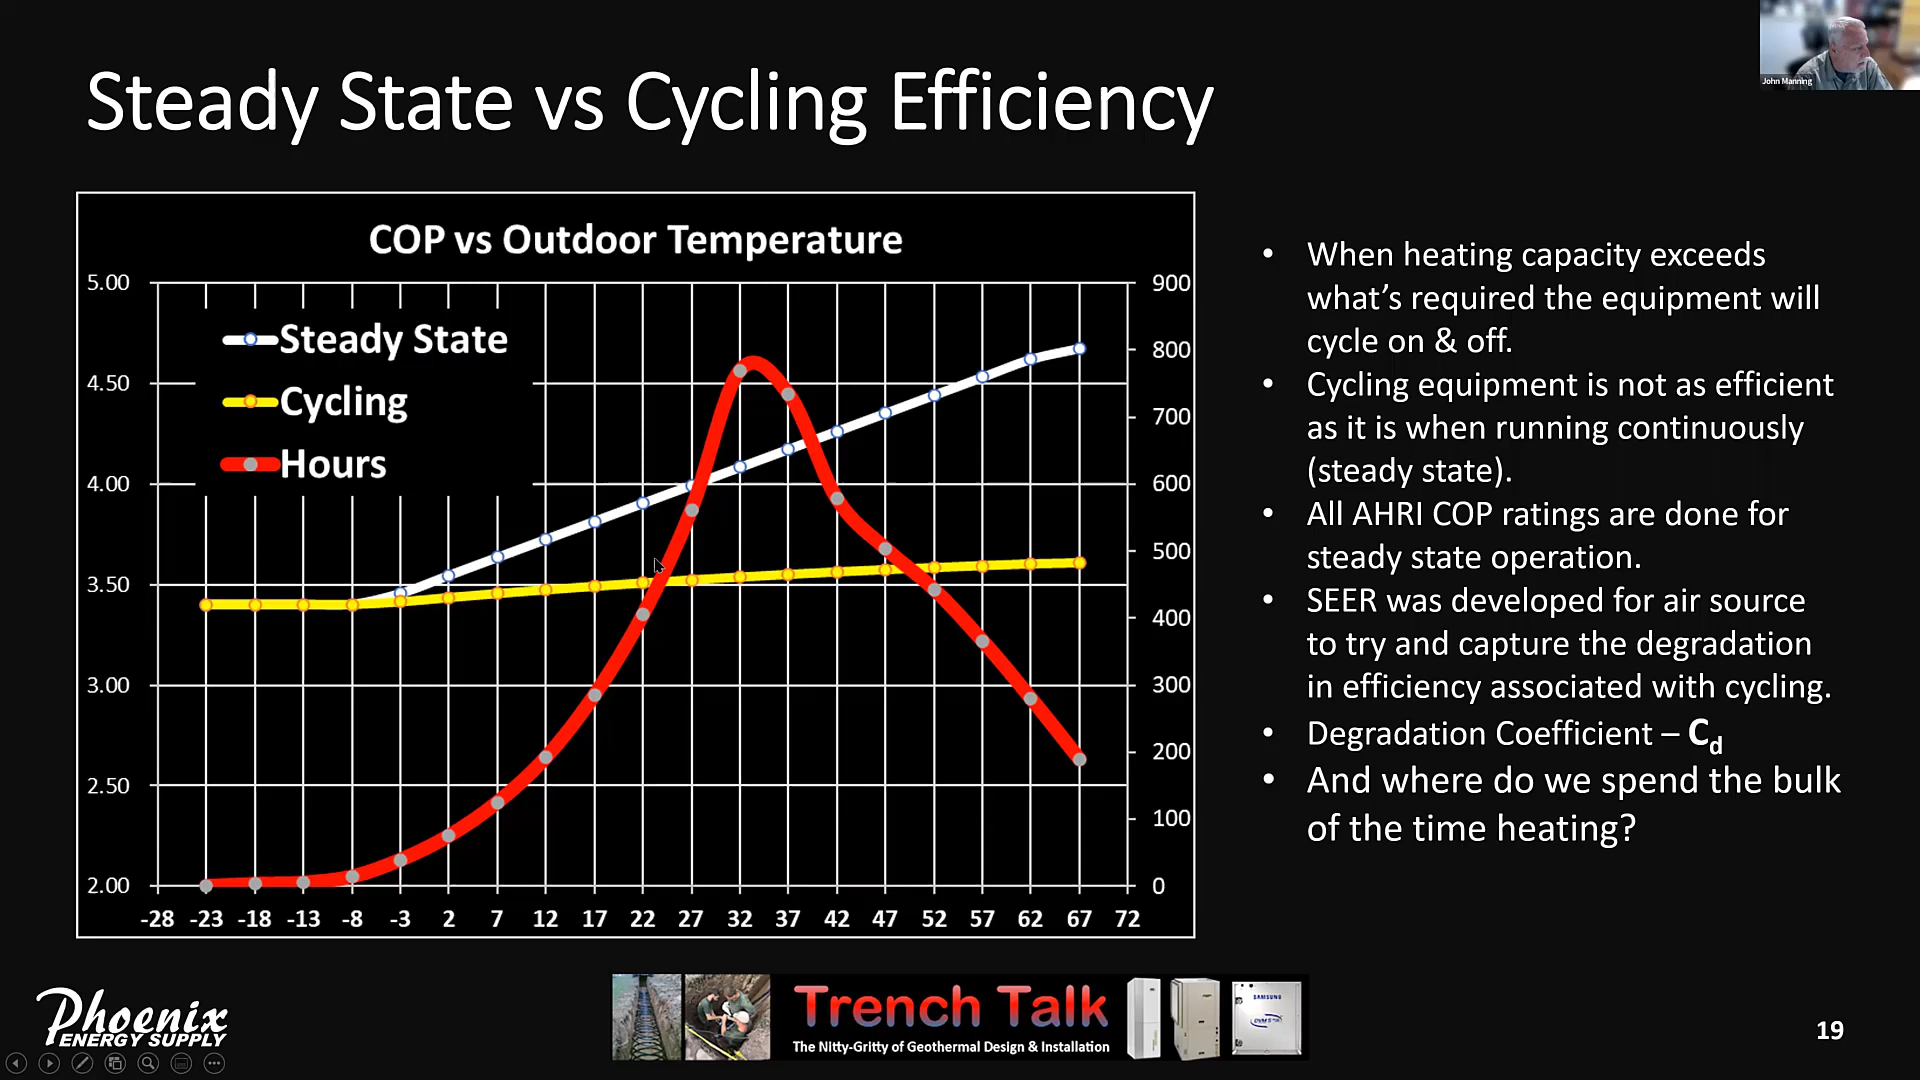 John Manning
Steady State vs Cycling Efficiency
COP vs Outdoor Temperature
5.00
4.50
4.00
3.50
3.00
2.50
2.00
Steady State
Cycling
Hours
900
800
700
600
500
400
300
200
100
0
-28 -23 -18 -13 -8 -3 2 7 12 17 22 27 32 37 42 47 52 57 62 67 72
• When heating capacity exceeds
what's required the equipment will
cycle on & off.
• Cycling equipment is not as efficient
as it is when running continuously
(steady state).
• All AHRI COP ratings are done for
steady state operation.
• SEER was developed for air source
to try and capture the degradation
in efficiency associated with cycling.
• Degradation Coefficient – Cd
• And where do we spend the bulk
of the time heating?
Phoenix
ENERGY SUPPLY
Trench Talk
The Nitty-Gritty of Geothermal Design & Installation
SAMSUNG
19